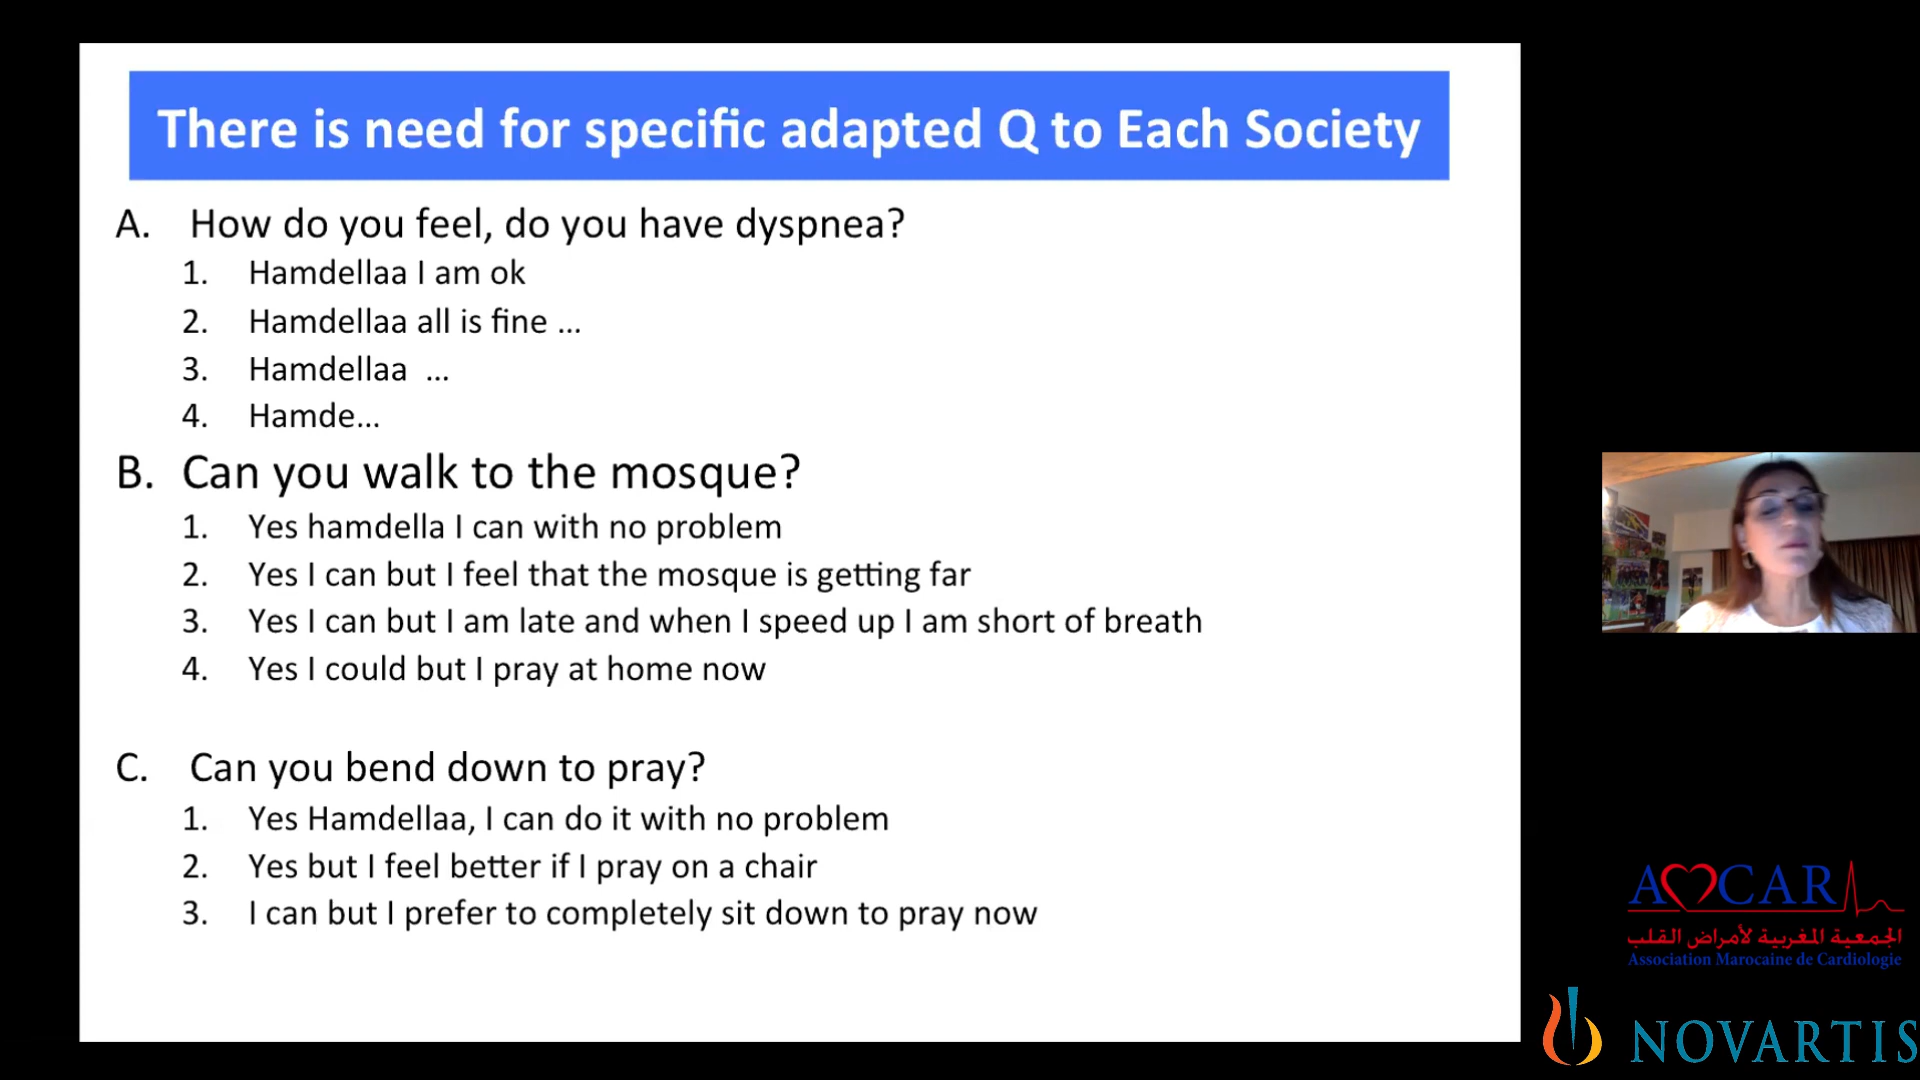 There is need for specific adapted Q to Each Society
A. How do you feel, do you have dyspnea?
1. Hamdellaa I am ok
2. Hamdellaa all is fine ...
3. Hamdellaa ...
4. Hamde...
B. Can you walk to the mosque?
1. Yes hamdella I can with no problem
2. Yes I can but I feel that the mosque is getting far
3. Yes I can but I am late and when I speed up I am short of breath
4. Yes I could but I pray at home now
C. Can you bend down to pray?
1. Yes Hamdellaa, I can do it with no problem
2. Yes but I feel better if I pray on a chair
3. I can but I prefer to completely sit down to pray now
AMCAR
الجمعية المغربية لأمراض القلب
Association Marocaine de Cardiologie
NOVARTIS